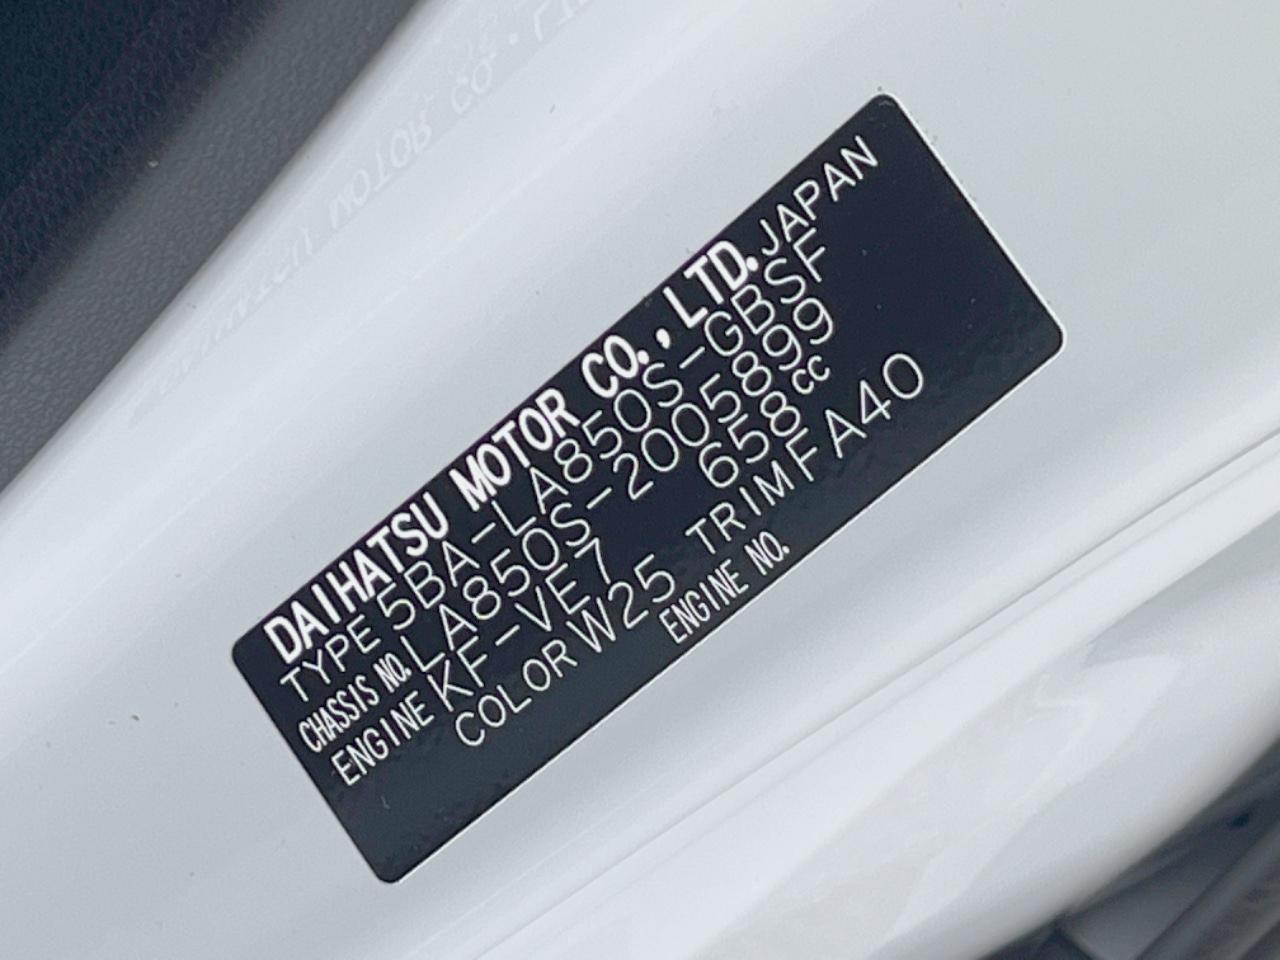 DAIHATSU MOTOR CO., LTD. JAPAN
TYPE 5BA-LA850S-GBSF
CHASSIS NO. LA850S-2005899
ENGINE KF-VE7 658cc
COLOR W25 TRIM FA40
ENGINE NO.